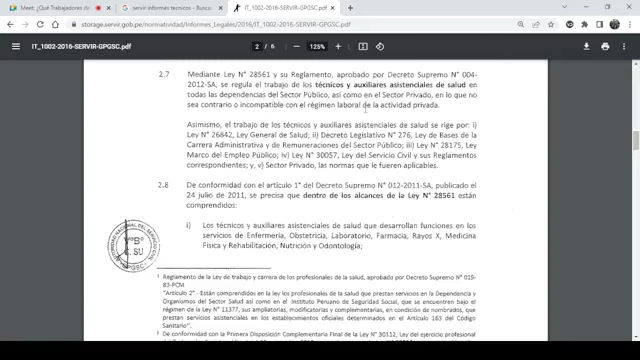 Meet: ¿Qué Trabajadores d
servir informes tecnicos - Buscar
IT_1002-2016-SERVIR-GPGSC.pdf
storage.servir.gob.pe/normatividad/Informes_Legales/2016/IT_1002-2016-SERVIR-GPGSC.pdf
IT_1002-2016-SERVIR-GPGSC.pdf
2 / 6
125%
2.7 Mediante Ley N° 28561 y su Reglamento, aprobado por Decreto Supremo N° 004-
2012-SA, se regula el trabajo de los técnicos y auxiliares asistenciales de salud en
todas las dependencias del Sector Público, así como en el Sector Privado, en lo que no
sea contrario o incompatible con el régimen laboral de la actividad privada.
Asimismo, el trabajo de los técnicos y auxiliares asistenciales de salud se rige por: i)
Ley N° 26842, Ley General de Salud; ii) Decreto Legislativo N° 276, Ley de Bases de la
Carrera Administrativa y de Remuneraciones del Sector Público; iii) Ley N° 28175, Ley
Marco del Empleo Público; iv) Ley N° 30057, Ley del Servicio Civil y sus Reglamentos
correspondientes; y, v) Sector Privado, las normas que le fueren aplicables.
2.8 De conformidad con el artículo 1° del Decreto Supremo N° 012-2011-SA, publicado el
24 julio de 2011, se precisa que dentro de los alcances de la Ley N° 28561 están
comprendidos:
i) Los técnicos y auxiliares asistenciales de salud que desarrollan funciones en los
servicios de Enfermería, Obstetricia, Laboratorio, Farmacia, Rayos X, Medicina
Física y Rehabilitación, Nutrición y Odontología;
V°B°
GPGSC
Reglamento de la Ley de trabajo y carrera de los profesionales de la salud, aprobado por Decreto Supremo N° 019-
83-PCM
"Artículo 2°.- Están comprendidos en la ley los profesionales de la salud que prestan servicios en la Dependencia y
Organismos del Sector Salud así como en el Instituto Peruano de Seguridad Social, que se encuentren bajo el
régimen de la Ley N° 11377, sus ampliatorias, modificatorias y complementarias, en condición de nombrados, que
prestan servicios asistenciales en los establecimientos oficiales determinados en el Artículo 163 del Código
Sanitario".
De conformidad con la Primera Disposición Complementaria Final de la Ley N° 30112, Ley del ejercicio profesional